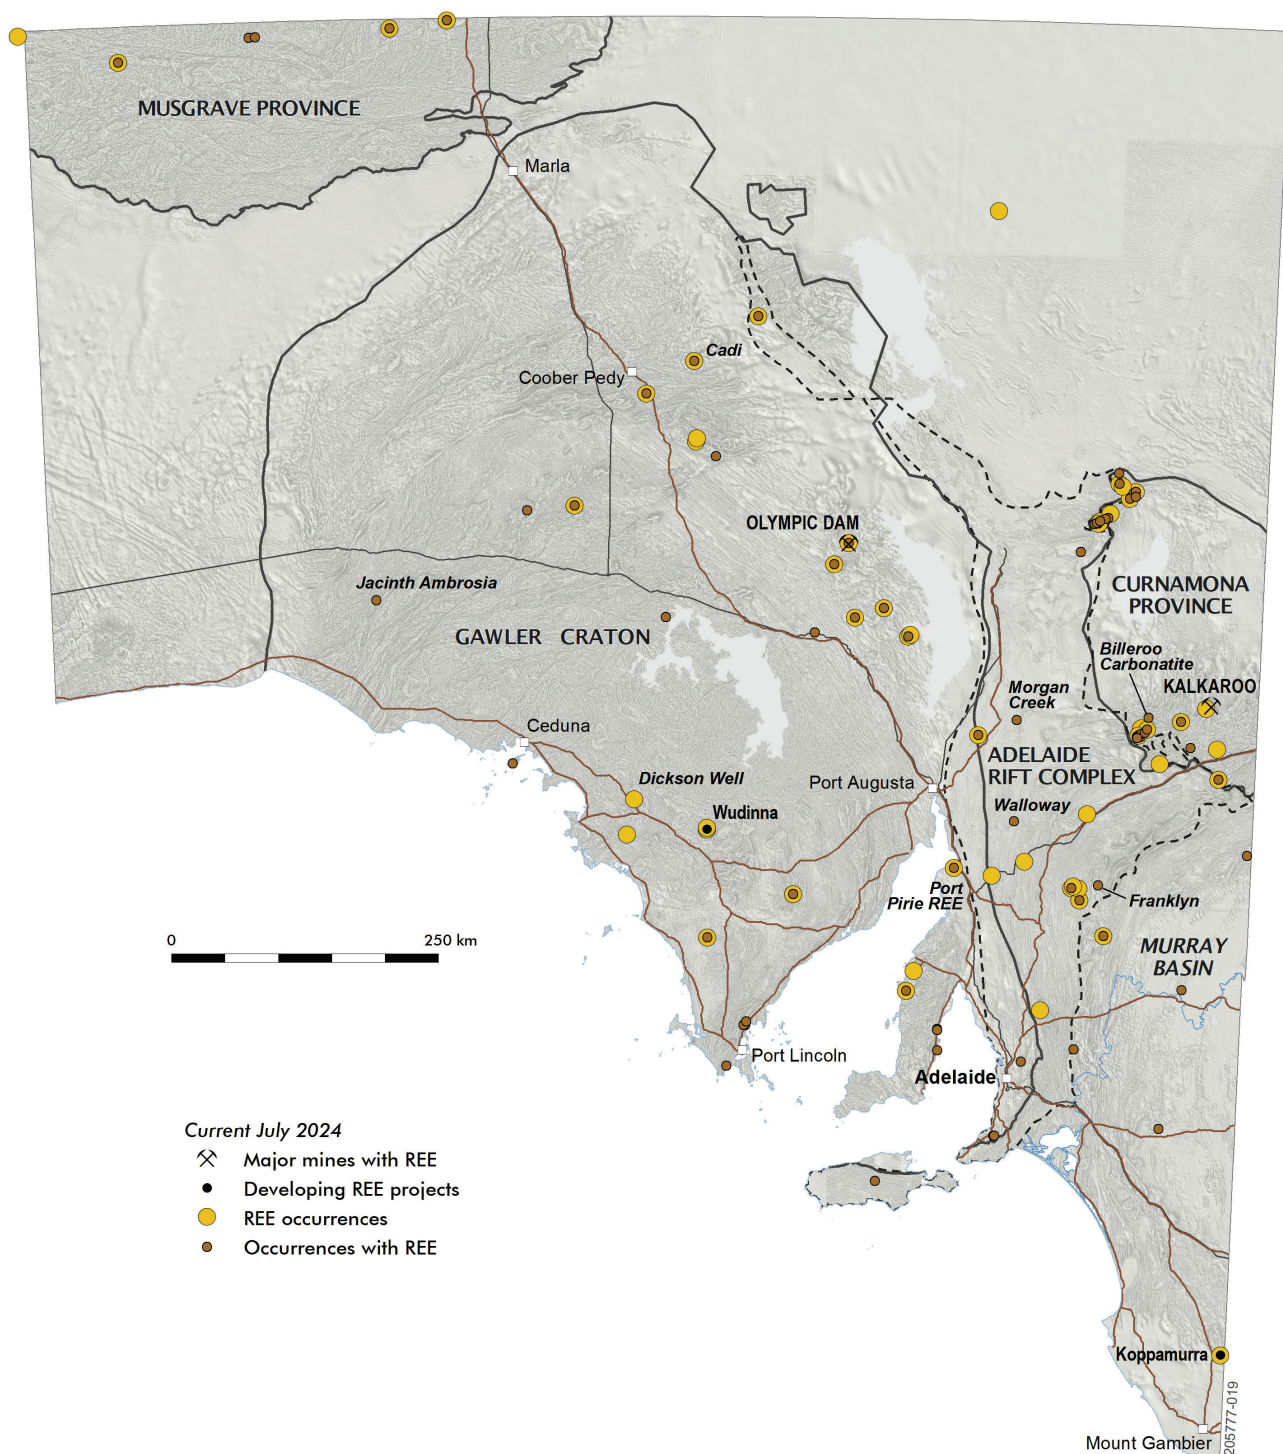 MUSGRAVE PROVINCE
Marla
Cadi
Coober Pedy
OLYMPIC DAM
Jacinth Ambrosia
GAWLER CRATON
CURNAMONA
PROVINCE
Billeroo
Carbonatite
KALKAROO
Morgan
Creek
Ceduna
ADELAIDE
RIFT COMPLEX
Dickson Well
Port Augusta
Wudinna
Walloway
Port
Pirie REE
Franklyn
0 250 km
MURRAY
BASIN
Port Lincoln
Adelaide
Current July 2024
Major mines with REE
Developing REE projects
REE occurrences
Occurrences with REE
Koppamurra
Mount Gambier
205777-019